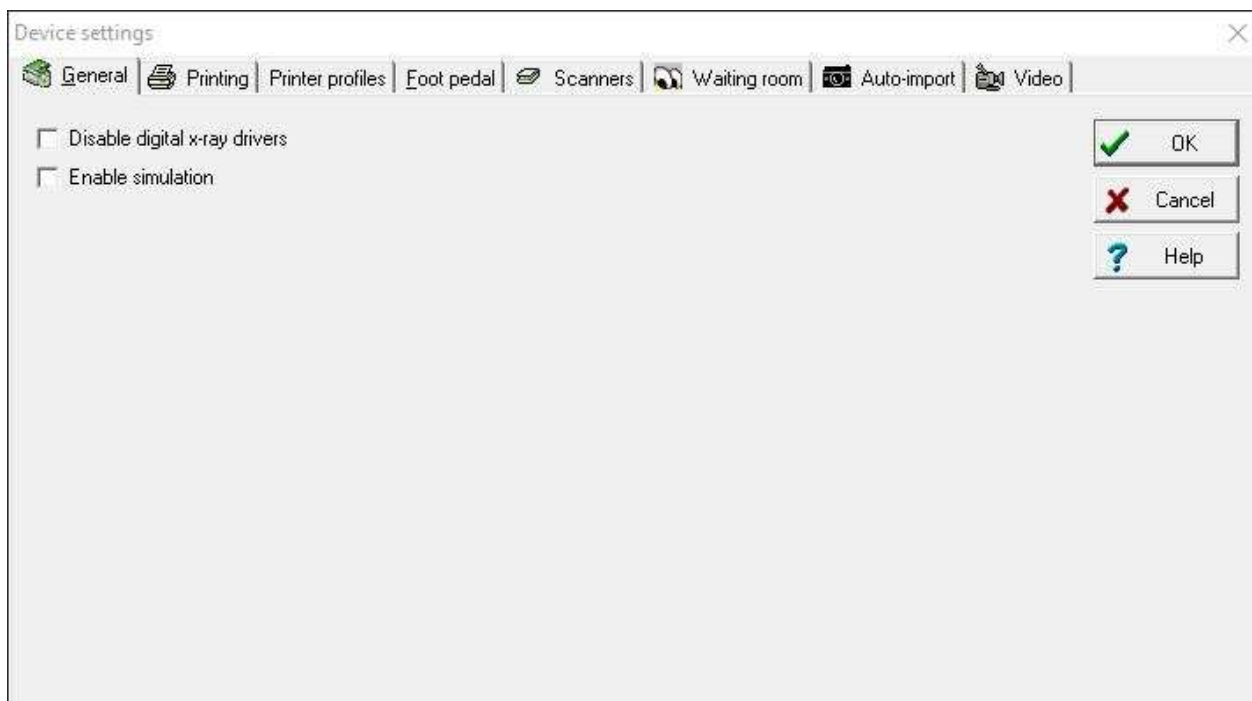 Device settings
General Printing Printer profiles Foot pedal Scanners Waiting room Auto-import Video
Disable digital x-ray drivers
OK
Enable simulation
Cancel
Help